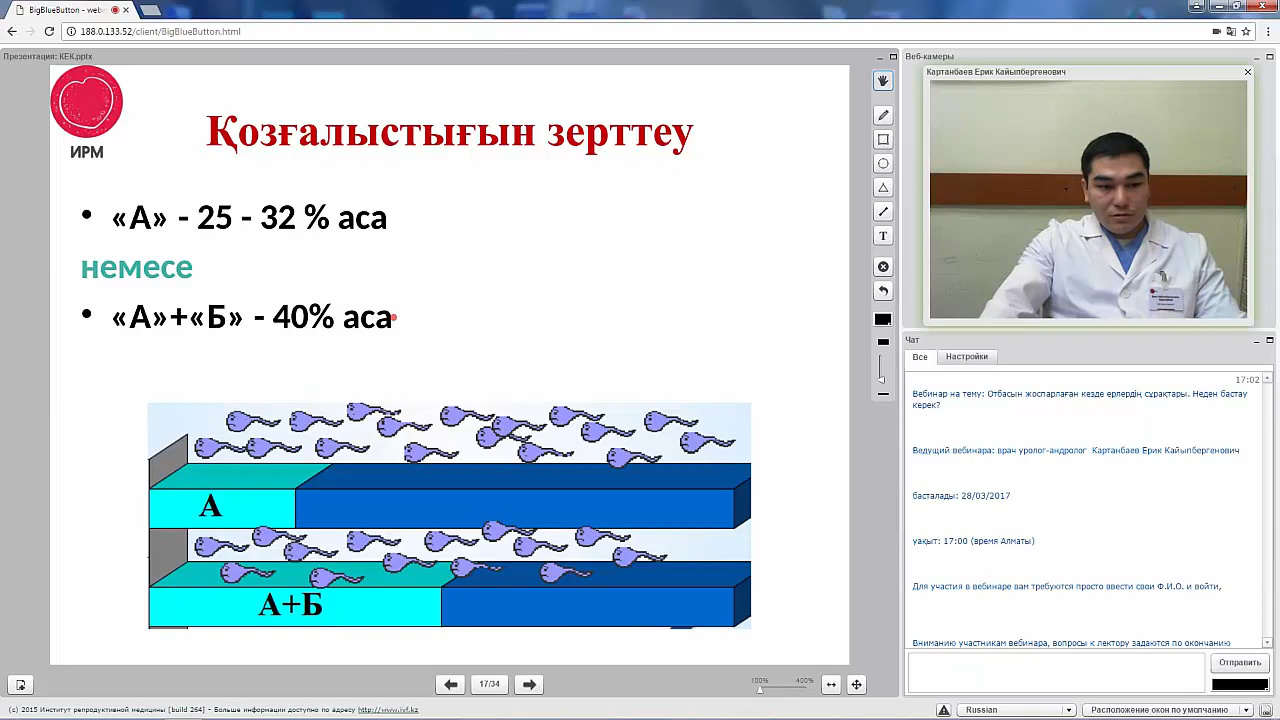 BigBlueButton - web
188.0.133.52/client/BigBlueButton.html
Презентация: КЕК.pptx
ИРМ
Қозғалыстығын зерттеу
• «А» - 25 - 32 % аса
немесе
• «А»+«Б» - 40% аса
А
А+Б
17/34
100%
400%
T
Веб-камеры
Картанбаев Ерик Кайыпбергенович
Чат
Все
Настройки
17:02
Вебинар на тему: Отбасын жоспарлаған кезде ерлердің сұрақтары. Неден бастау
керек?
Ведущий вебинара: врач уролог-андролог Картанбаев Ерик Кайыпбергенович
басталады: 28/03/2017
уақыт: 17:00 (время Алматы)
Для участия в вебинаре вам требуются просто ввести свои Ф.И.О. и войти,
Вниманию участникам вебинара, вопросы к лектору задаются по окончанию
Отправить
(c) 2015 Институт репродуктивной медицины [build 264] - Больше информации доступно по адресу http://www.ivf.kz
Russian
Расположение окон по умолчанию